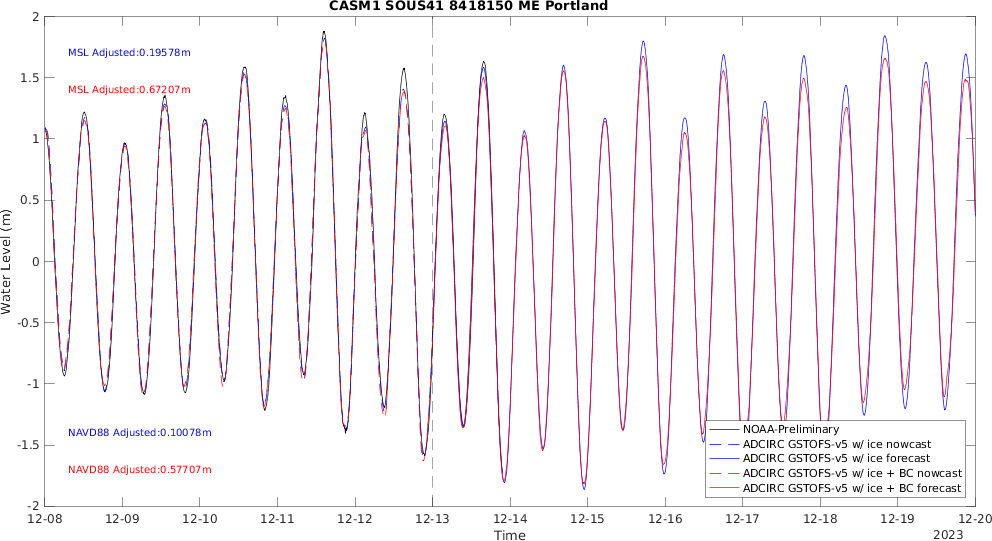 CASM1 SOUS41 8418150 ME Portland
2
1.5
1
0.5
0
-0.5
-1
-1.5
-2
Water Level (m)
MSL Adjusted:0.19578m
MSL Adjusted:0.67207m
NAVD88 Adjusted:0.10078m
NAVD88 Adjusted:0.57707m
NOAA-Preliminary
ADCIRC GSTOFS-v5 w/ ice nowcast
ADCIRC GSTOFS-v5 w/ ice forecast
ADCIRC GSTOFS-v5 w/ ice + BC nowcast
ADCIRC GSTOFS-v5 w/ ice + BC forecast
12-08 12-09 12-10 12-11 12-12 12-13 12-14 12-15 12-16 12-17 12-18 12-19 12-20
Time
2023